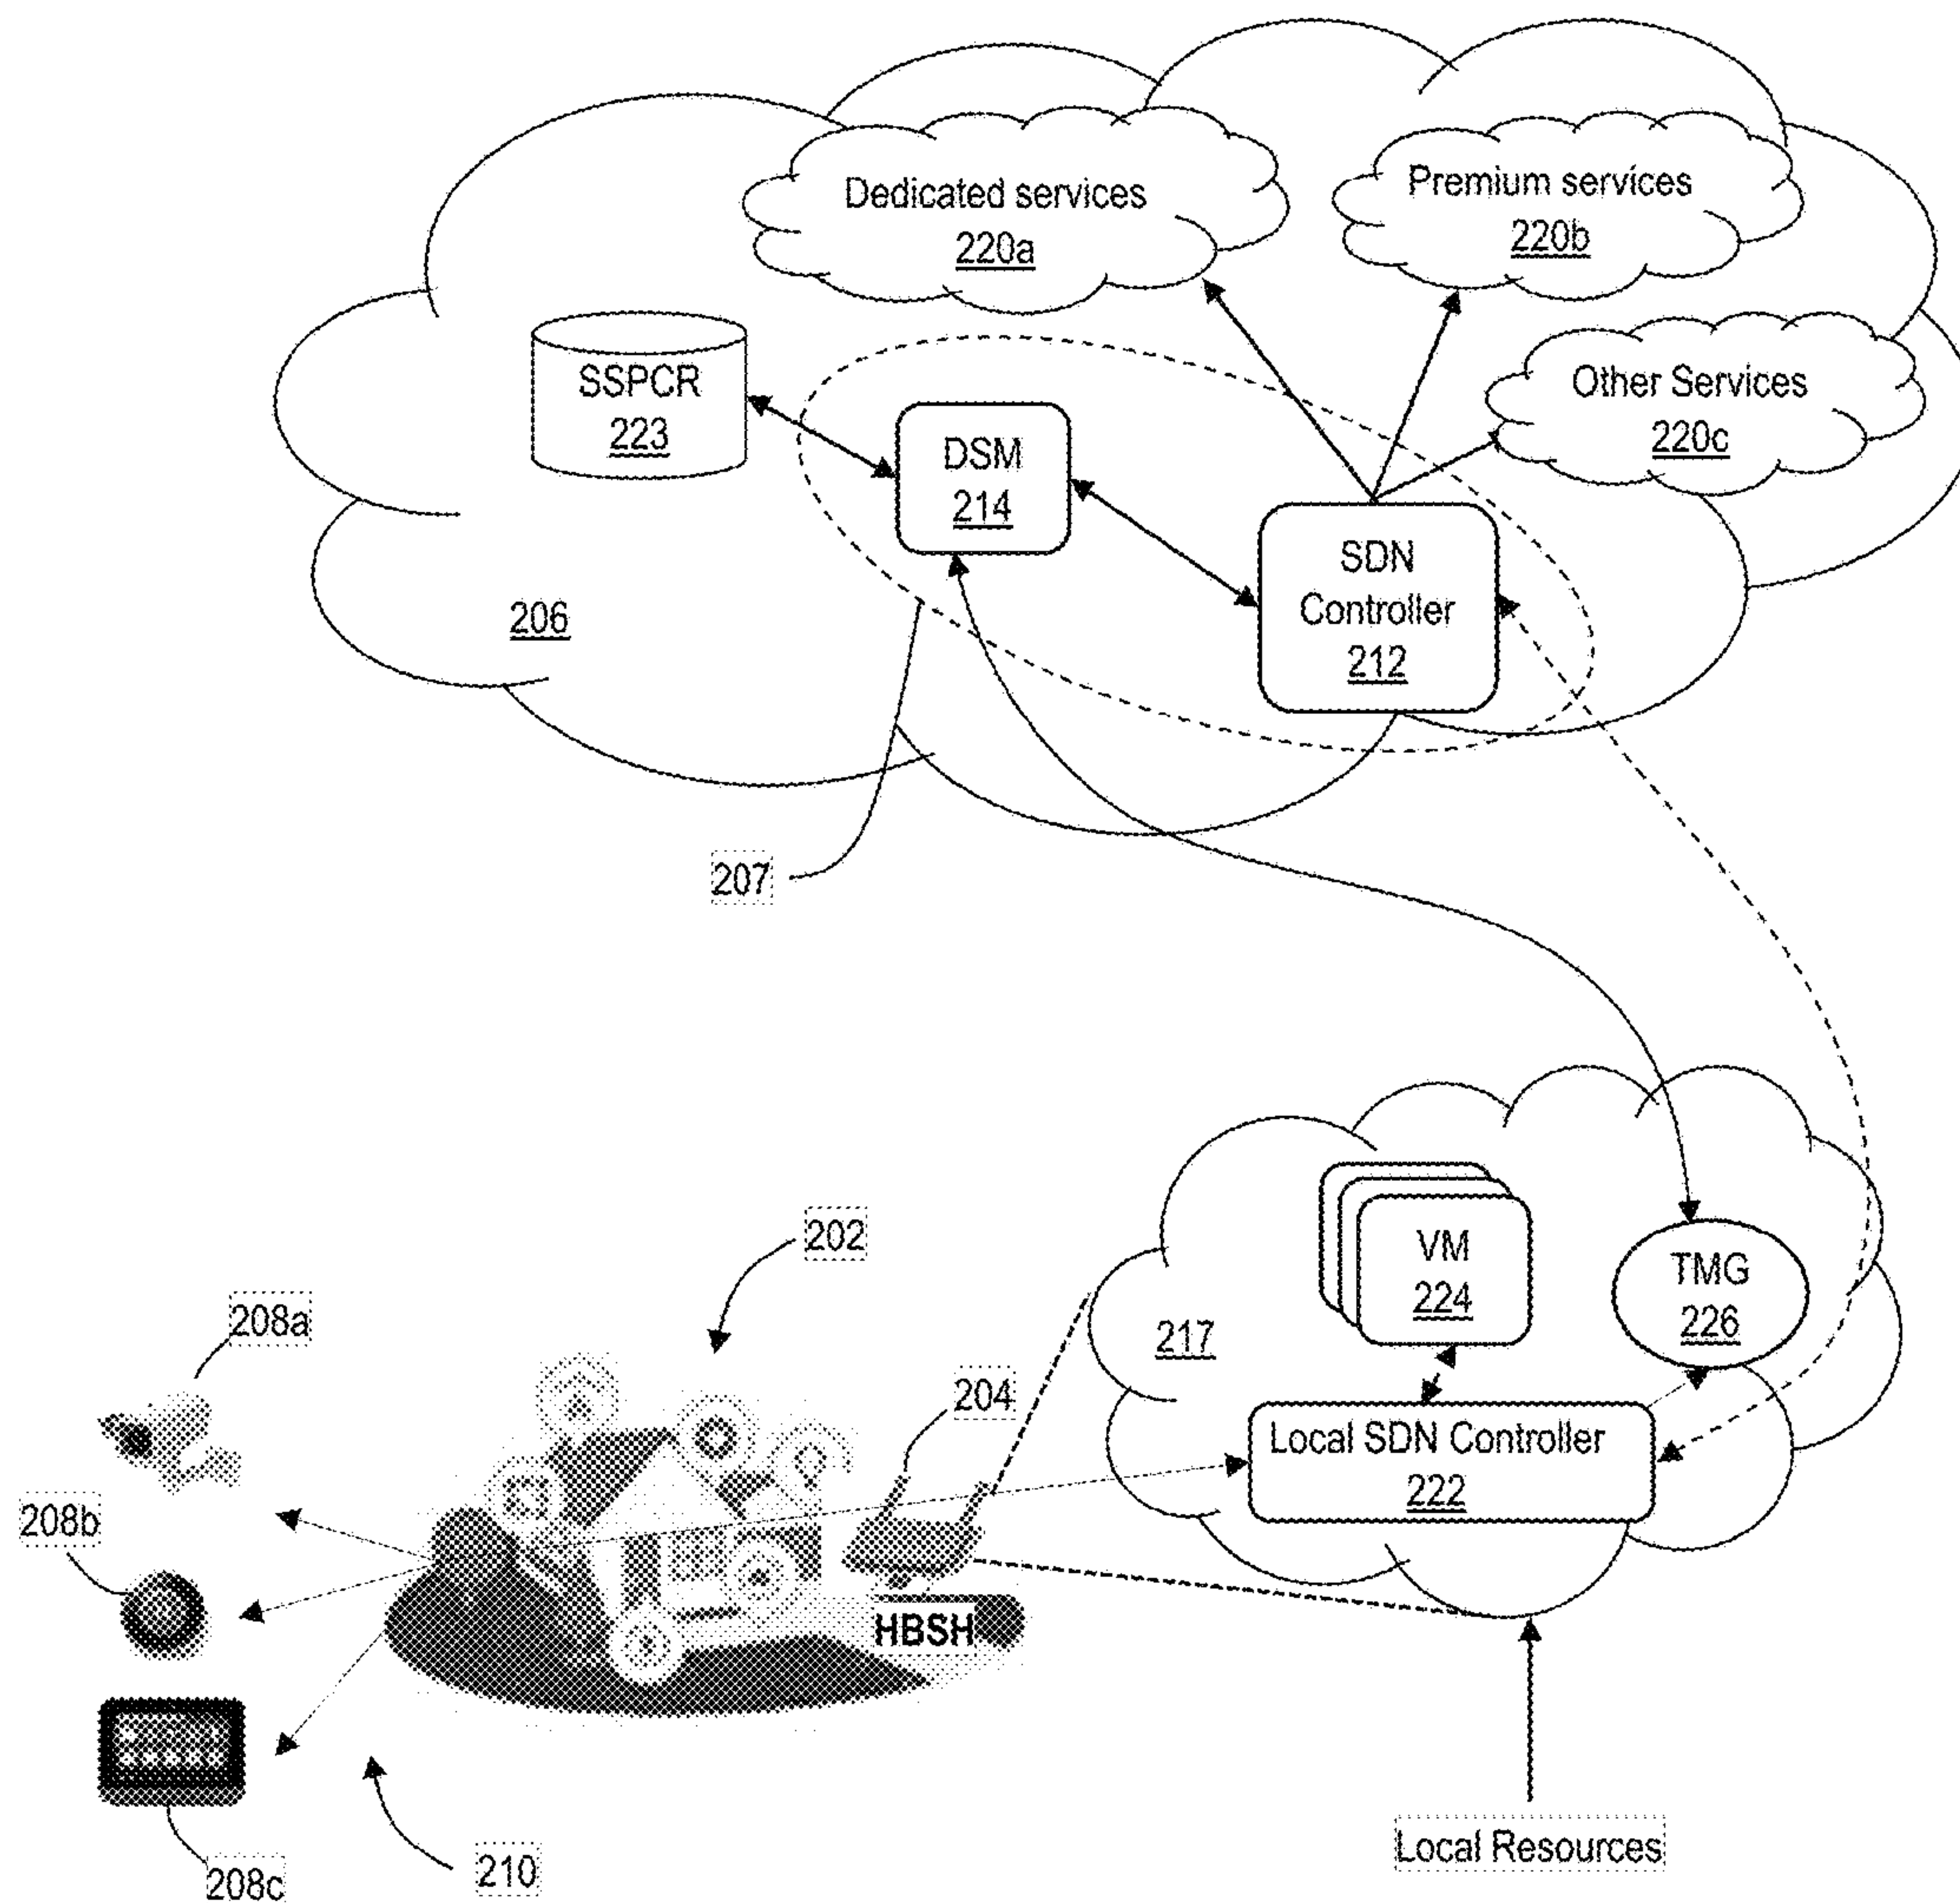 Dedicated services
220a
Premium services
220b
Other Services
220c
SSPCR
223
DSM
214
SDN
Controller
212
206
207
202
VM
224
TMG
226
217
208a
204
Local SDN Controller
222
208b
HBSH
208c
210
Local Resources